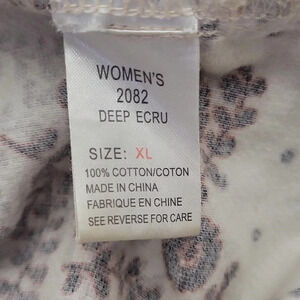 WOMEN'S
2082
DEEP ECRU
SIZE: XL
100% COTTON/COTON
MADE IN CHINA
FABRIQUE EN CHINE
SEE REVERSE FOR CARE